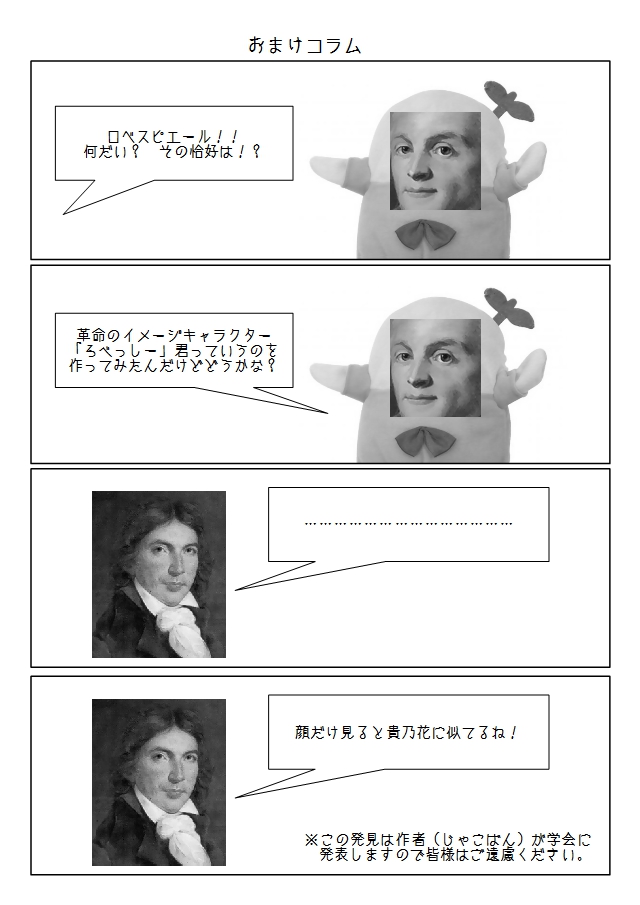 おまけコラム
ロベスピエール！！
何だい？　その恰好は！？
革命のイメージキャラクター
「ろべっしー」君っていうのを
作ってみたんだけどどうかな？
………………………………………
顔だけ見ると貴乃花に似てるね！
※この発見は作者（じゃこばん）が学会に
発表しますので皆様はご遠慮ください。